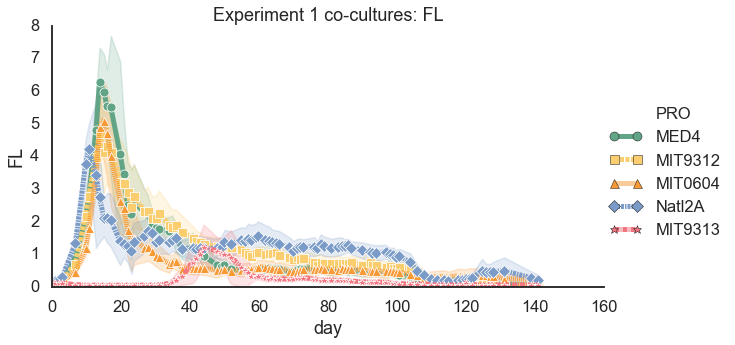 Experiment 1 co-cultures: FL
8
7
6
5
4
3
2
1
0
FL
0 20 40 60 80 100 120 140 160
day
PRO
MED4
MIT9312
MIT0604
Natl2A
MIT9313